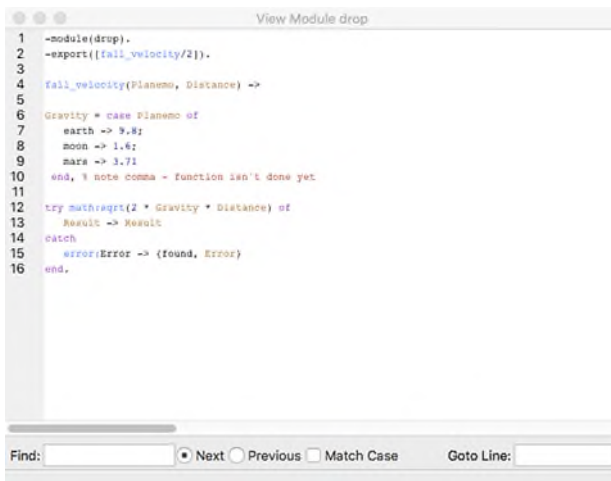 View Module drop
1 -module(drop).
2 -export([fall_velocity/2]).
3
4 fall_velocity(Planemo, Distance) ->
5
6 Gravity = case Planemo of
7 earth -> 9.8;
8 moon -> 1.6;
9 mars -> 3.71
10 end, % note comma - function isn't done yet
11
12 try math:sqrt(2 * Gravity * Distance) of
13 Result -> Result
14 catch
15 error:Error -> {found, Error}
16 end.
Find: Next Previous Match Case Goto Line: